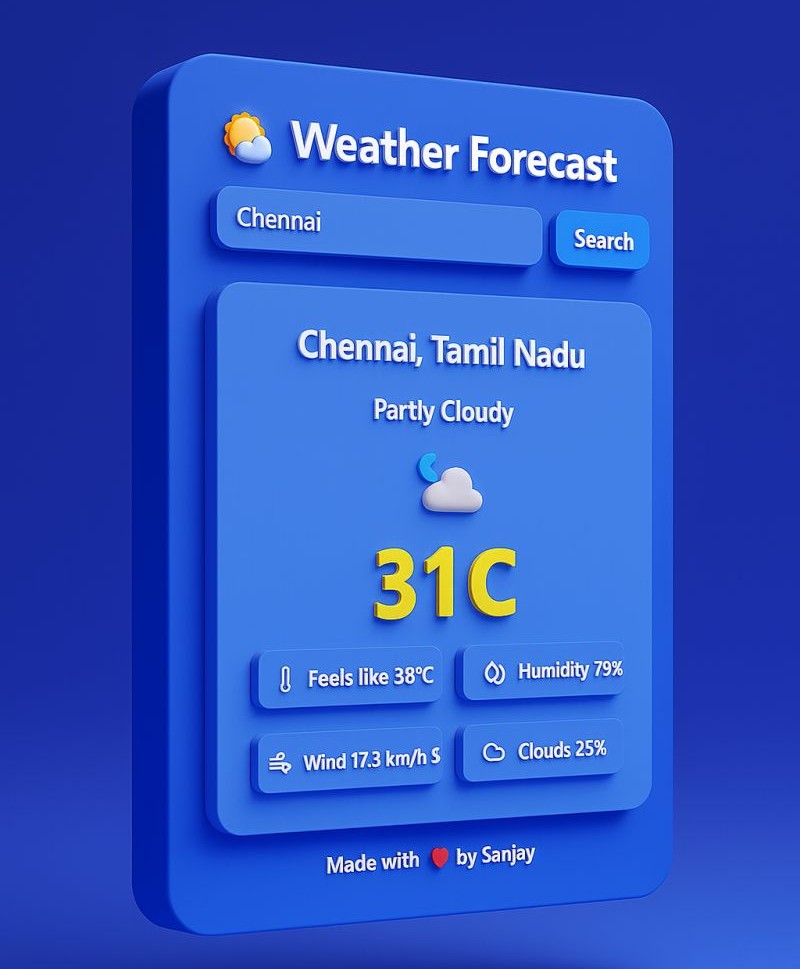 Weather Forecast
Chennai
Search
Chennai, Tamil Nadu
Partly Cloudy
31C
Feels like 38°C
Humidity 79%
Wind 17.3 km/h S
Clouds 25%
Made with ❤ by Sanjay